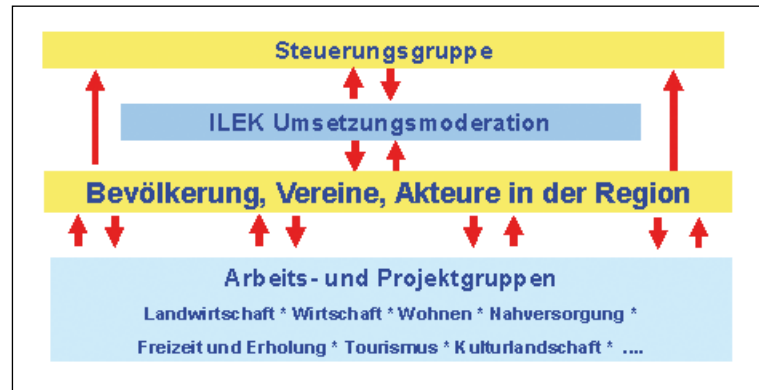 Steuerungsgruppe
ILEK Umsetzungsmoderation
Bevölkerung, Vereine, Akteure in der Region
Arbeits- und Projektgruppen
Landwirtschaft * Wirtschaft * Wohnen * Nahversorgung *
Freizeit und Erholung * Tourismus * Kulturlandschaft * ....